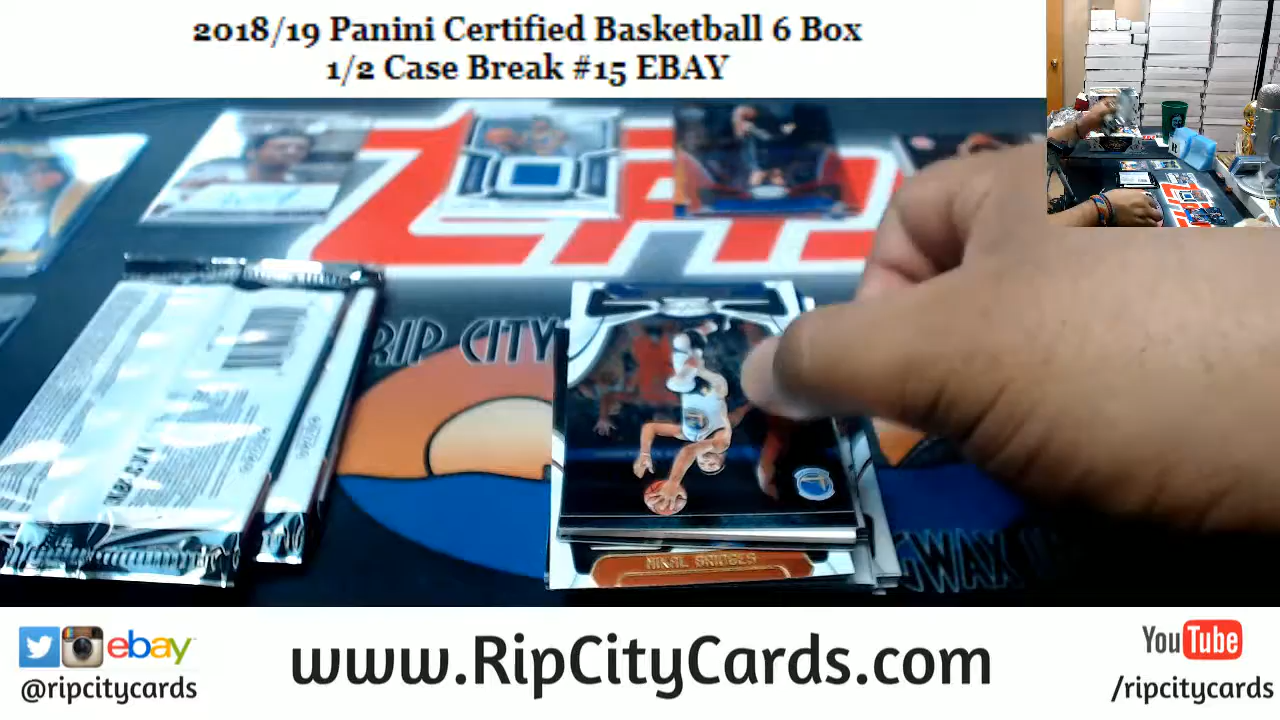 2018/19 Panini Certified Basketball 6 Box
1/2 Case Break #15 EBAY
RIP CITY
MIKAL BRIDGES
ebay
@ripcitycards
www.RipCityCards.com
YouTube
/ripcitycards